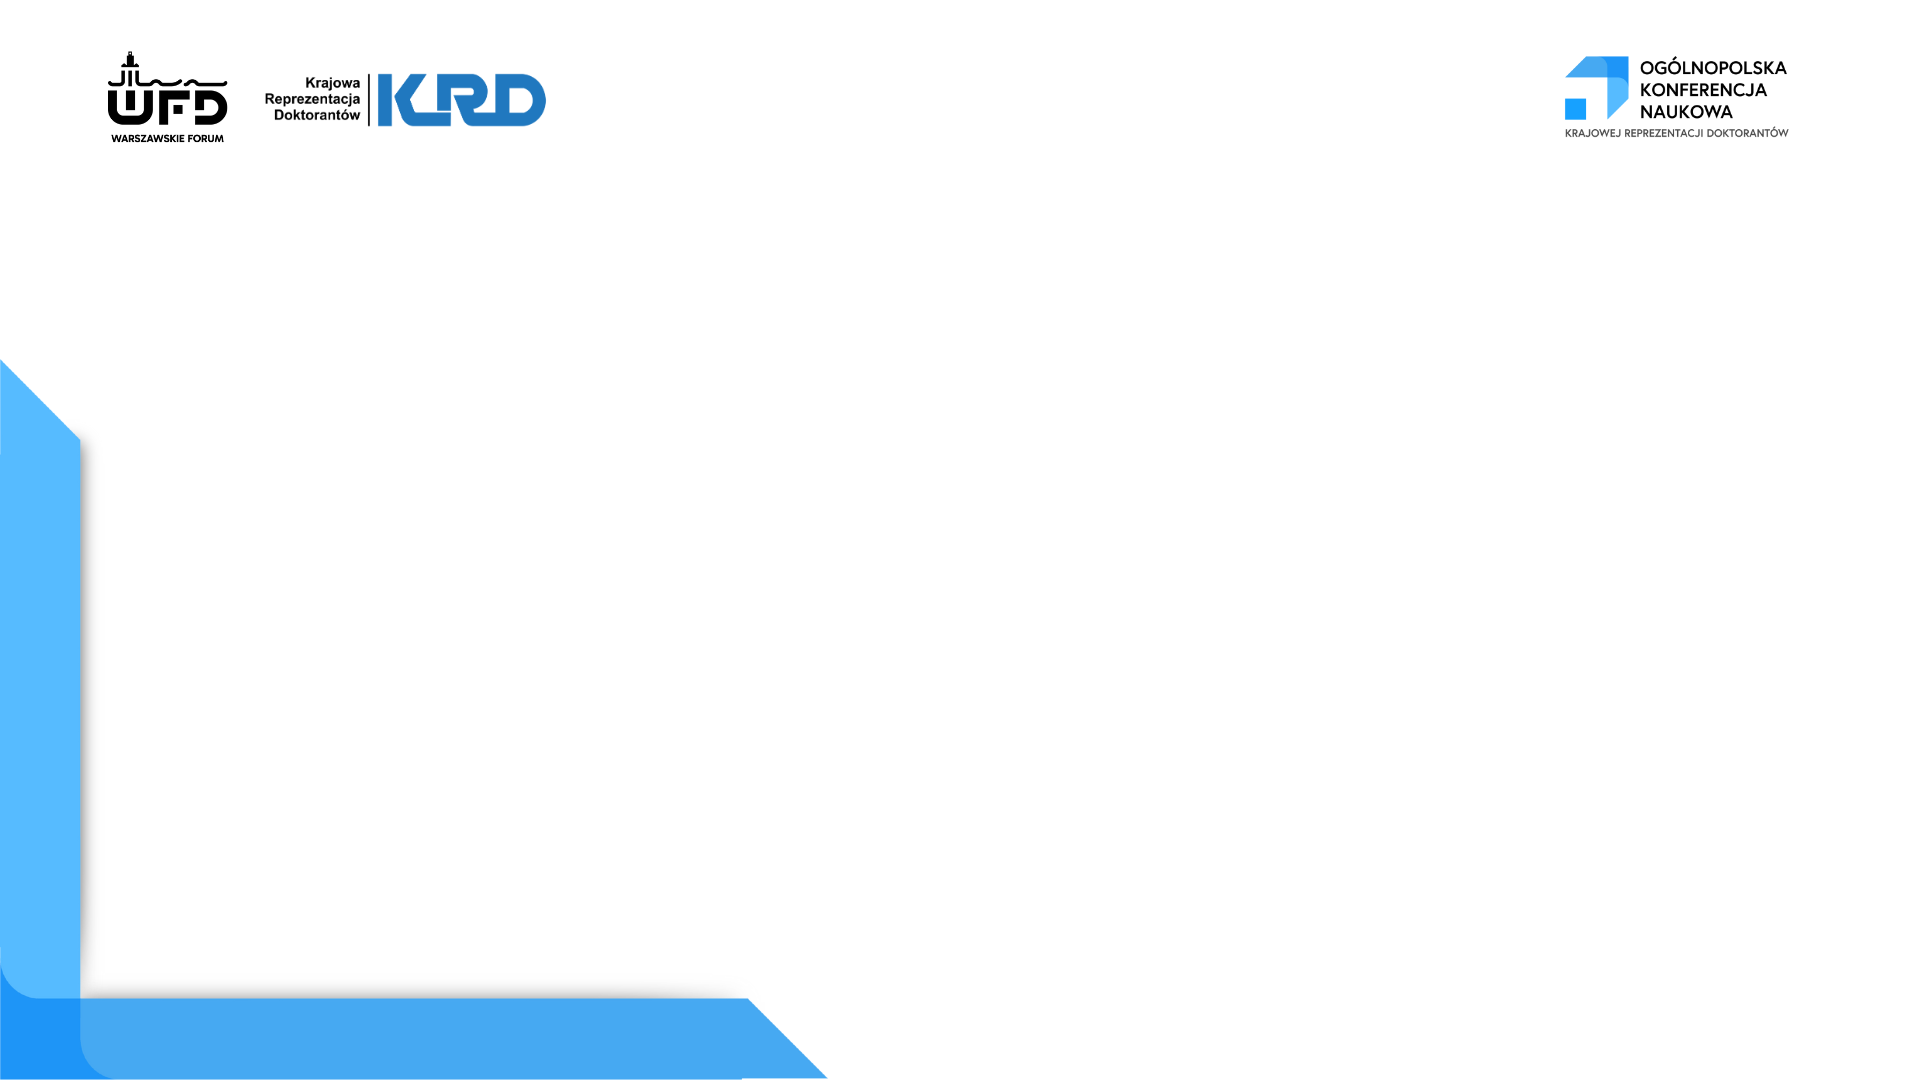 WFD
WARSZAWSKIE FORUM
Krajowa
Reprezentacja
Doktorantów
KRD
OGÓLNOPOLSKA
KONFERENCJA
NAUKOWA
KRAJOWEJ REPREZENTACJI DOKTORANTÓW